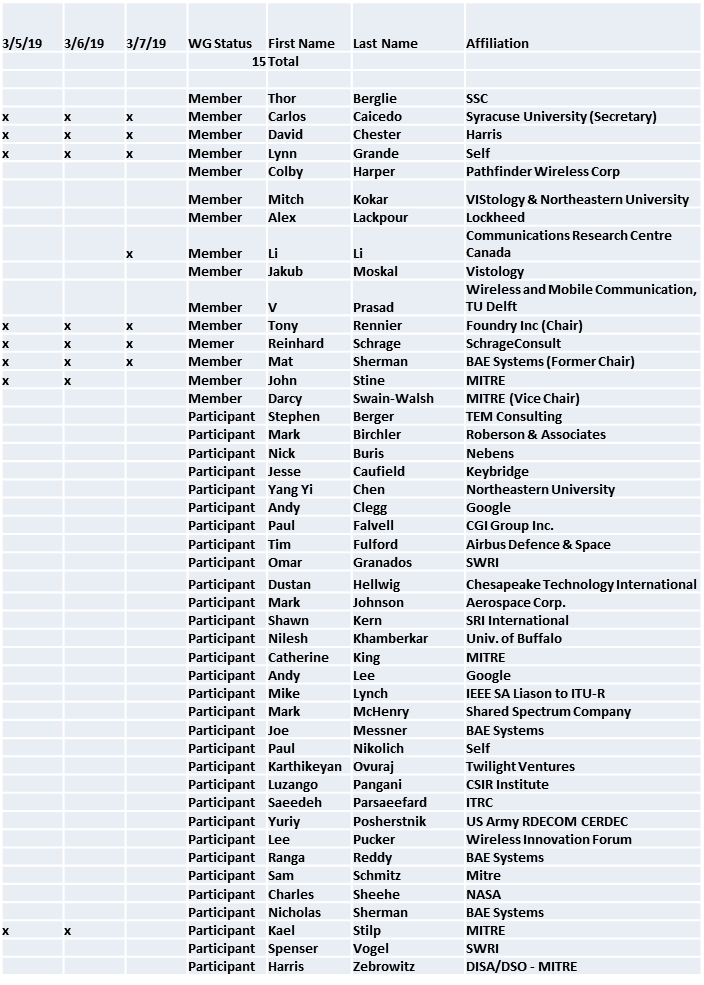 3/5/19 3/6/19 3/7/19 WG Status First Name Last Name Affiliation
15 Total
Member Thor Berglie SSC
x x x Member Carlos Caicedo Syracuse University (Secretary)
x x x Member David Chester Harris
x x x Member Lynn Grande Self
Member Colby Harper Pathfinder Wireless Corp
Member Mitch Kokar VIStology & Northeastern University
Member Alex Lackpour Lockheed
Communications Research Centre
x Member Li Li Canada
Member Jakub Moskal Vistology
Wireless and Mobile Communication,
Member V Prasad TU Delft
x x x Member Tony Rennier Foundry Inc (Chair)
x x x Memer Reinhard Schrage SchrageConsult
x x x Member Mat Sherman BAE Systems (Former Chair)
x x Member John Stine MITRE
Member Darcy Swain-Walsh MITRE (Vice Chair)
Participant Stephen Berger TEM Consulting
Participant Mark Birchler Roberson & Associates
Participant Nick Buris Nebens
Participant Jesse Caufield Keybridge
Participant Yang Yi Chen Northeastern University
Participant Andy Clegg Google
Participant Paul Falvell CGI Group Inc.
Participant Tim Fulford Airbus Defence & Space
Participant Omar Granados SWRI
Participant Dustan Hellwig Chesapeake Technology International
Participant Mark Johnson Aerospace Corp.
Participant Shawn Kern SRI International
Participant Nilesh Khamberkar Univ. of Buffalo
Participant Catherine King MITRE
Participant Andy Lee Google
Participant Mike Lynch IEEE SA Liason to ITU-R
Participant Mark McHenry Shared Spectrum Company
Participant Joe Messner BAE Systems
Participant Paul Nikolich Self
Participant Karthikeyan Ovuraj Twilight Ventures
Participant Luzango Pangani CSIR Institute
Participant Saeedeh Parsaeefard ITRC
Participant Yuriy Posherstnik US Army RDECOM CERDEC
Participant Lee Pucker Wireless Innovation Forum
Participant Ranga Reddy BAE Systems
Participant Sam Schmitz Mitre
Participant Charles Sheehe NASA
Participant Nicholas Sherman BAE Systems
x x Participant Kael Stilp MITRE
Participant Spenser Vogel SWRI
Participant Harris Zebrowitz DISA/DSO - MITRE